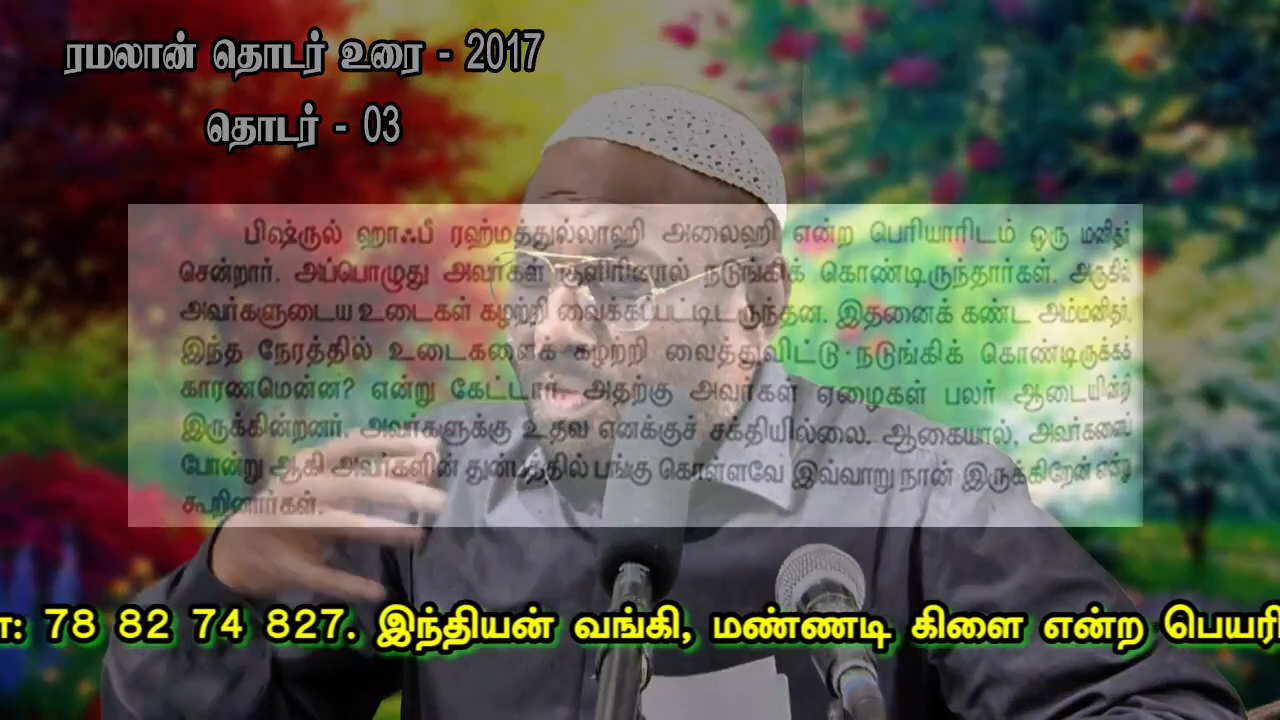 ரமலான் தொடர் உரை - 2017
தொடர் - 03
பிஷ்ருல் ஹாஃபீ ரஹ்மத்துல்லாஹி அலைஹி என்ற பெரியாரிடம் ஒரு மனிதர்
சென்றார். அப்பொழுது அவர்கள் குளிரினால் நடுங்கிக் கொண்டிருந்தார்கள். அருகில்
அவர்களுடைய உடைகள் கழற்றி வைக்கப்பட்டிட்டிருந்தன. இதனைக் கண்ட அம்மனிதர்,
இந்த நேரத்தில் உடைகளைக் கழற்றி வைத்துவிட்டு நடுங்கிக் கொண்டிருக்கக்
காரணமென்ன? என்று கேட்டார். அதற்கு அவர்கள் ஏழைகள் பலர் ஆடையின்றி
இருக்கின்றனர். அவர்களுக்கு உதவ எனக்குச் சக்தியில்லை. ஆகையால், அவர்களைப்
போன்று ஆகி அவர்களின் துன்பத்தில் பங்கு கொள்ளவே இவ்வாறு நான் இருக்கிறேன் என்று
கூறினார்கள்.
78 82 74 827. இந்தியன் வங்கி, மண்ணடி கிளை என்ற பெயரி